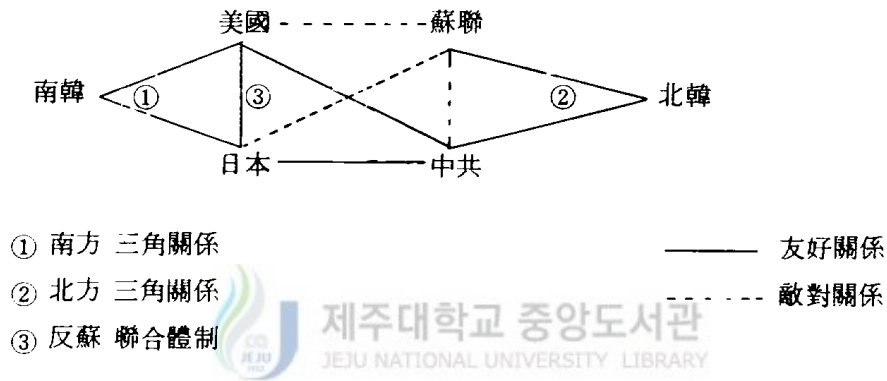 美國 蘇聯
南韓 ① ③ ② 北韓
日本 中共
① 南方 三角關係 友好關係
② 北方 三角關係 敵對關係
③ 反蘇 聯合體制
제주대학교 중앙도서관
JEJU NATIONAL UNIVERSITY LIBRARY
JEJU
1952